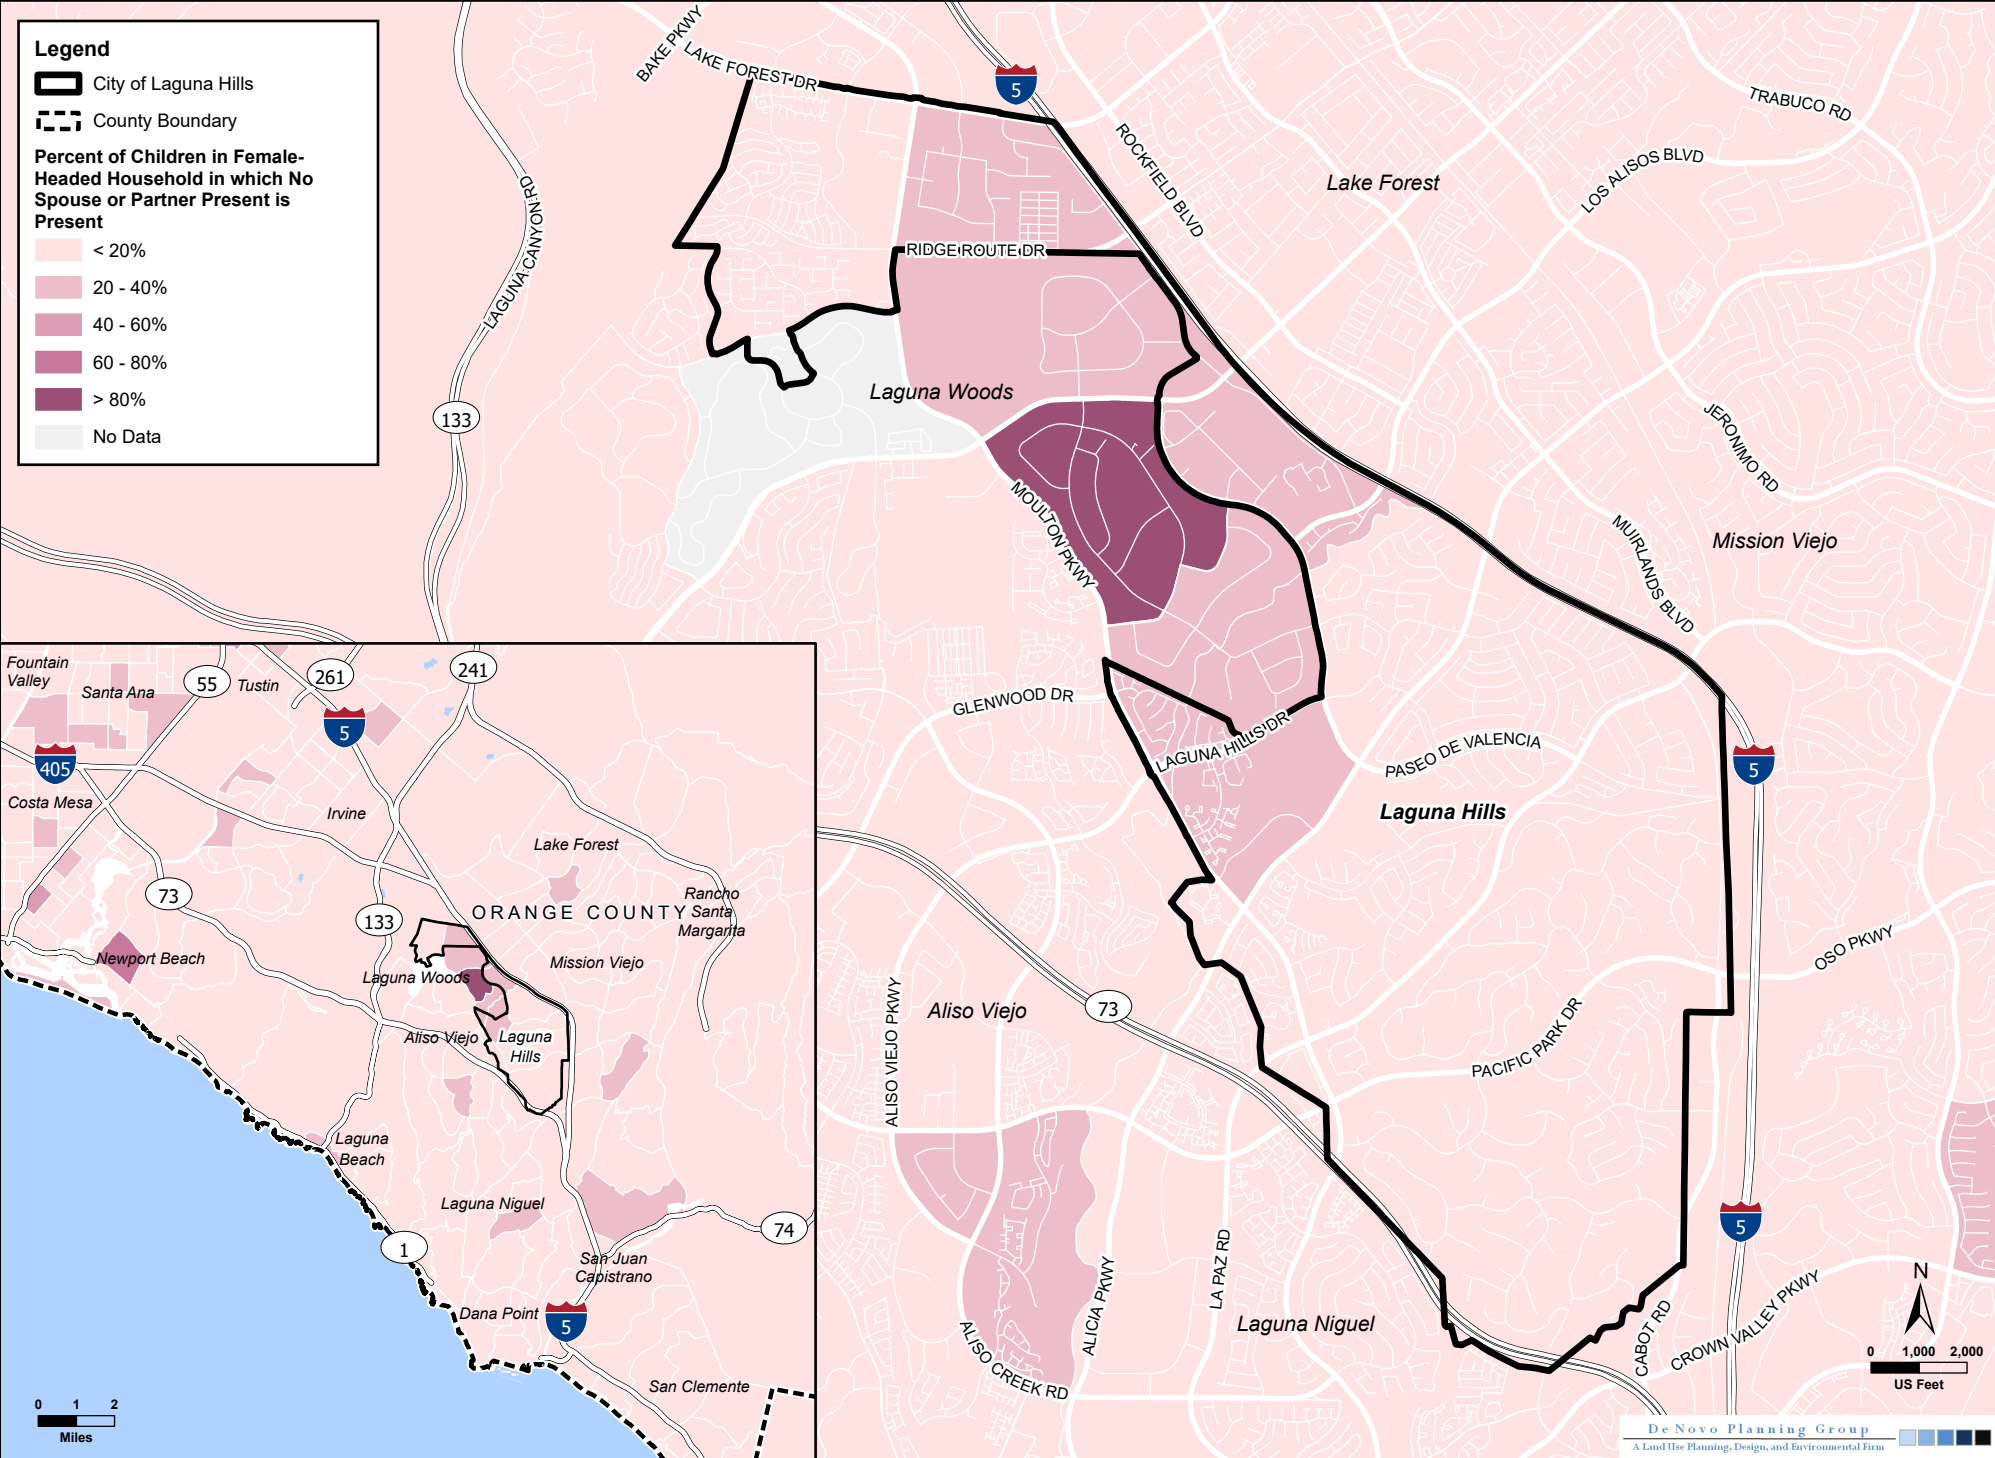 Legend
City of Laguna Hills
County Boundary
Percent of Children in Female-
Headed Household in which No
Spouse or Partner Present is
Present
< 20%
20 - 40%
40 - 60%
60 - 80%
> 80%
No Data
BAKE PKWY
LAKE FOREST DR
5
TRABUCO RD
ROCKFIELD BLVD
LOS ALISOS BLVD
Lake Forest
LAGUNA CANYON RD
RIDGE ROUTE DR
133
Laguna Woods
JERONIMO RD
MOULTON PKWY
MUIRLANDS BLVD
Mission Viejo
GLENWOOD DR
LAGUNA HILLS DR
PASEO DE VALENCIA
5
Laguna Hills
OSO PKWY
Aliso Viejo
73
ALISO VIEJO PKWY
PACIFIC PARK DR
5
LA PAZ RD
ALICIA PKWY
Laguna Niguel
ALISO CREEK RD
CABOT RD
CROWN VALLEY PKWY
N
0 1,000 2,000
US Feet
De Novo Planning Group
A Land Use Planning, Design, and Environmental Firm
Fountain
Valley
Santa Ana
55
Tustin
261
241
5
405
Costa Mesa
Irvine
Lake Forest
73
133
ORANGE COUNTY
Rancho
Santa
Margarita
Newport Beach
Laguna Woods
Mission Viejo
Aliso Viejo
Laguna
Hills
Laguna
Beach
Laguna Niguel
74
1
San Juan
Capistrano
Dana Point
5
San Clemente
0 1 2
Miles